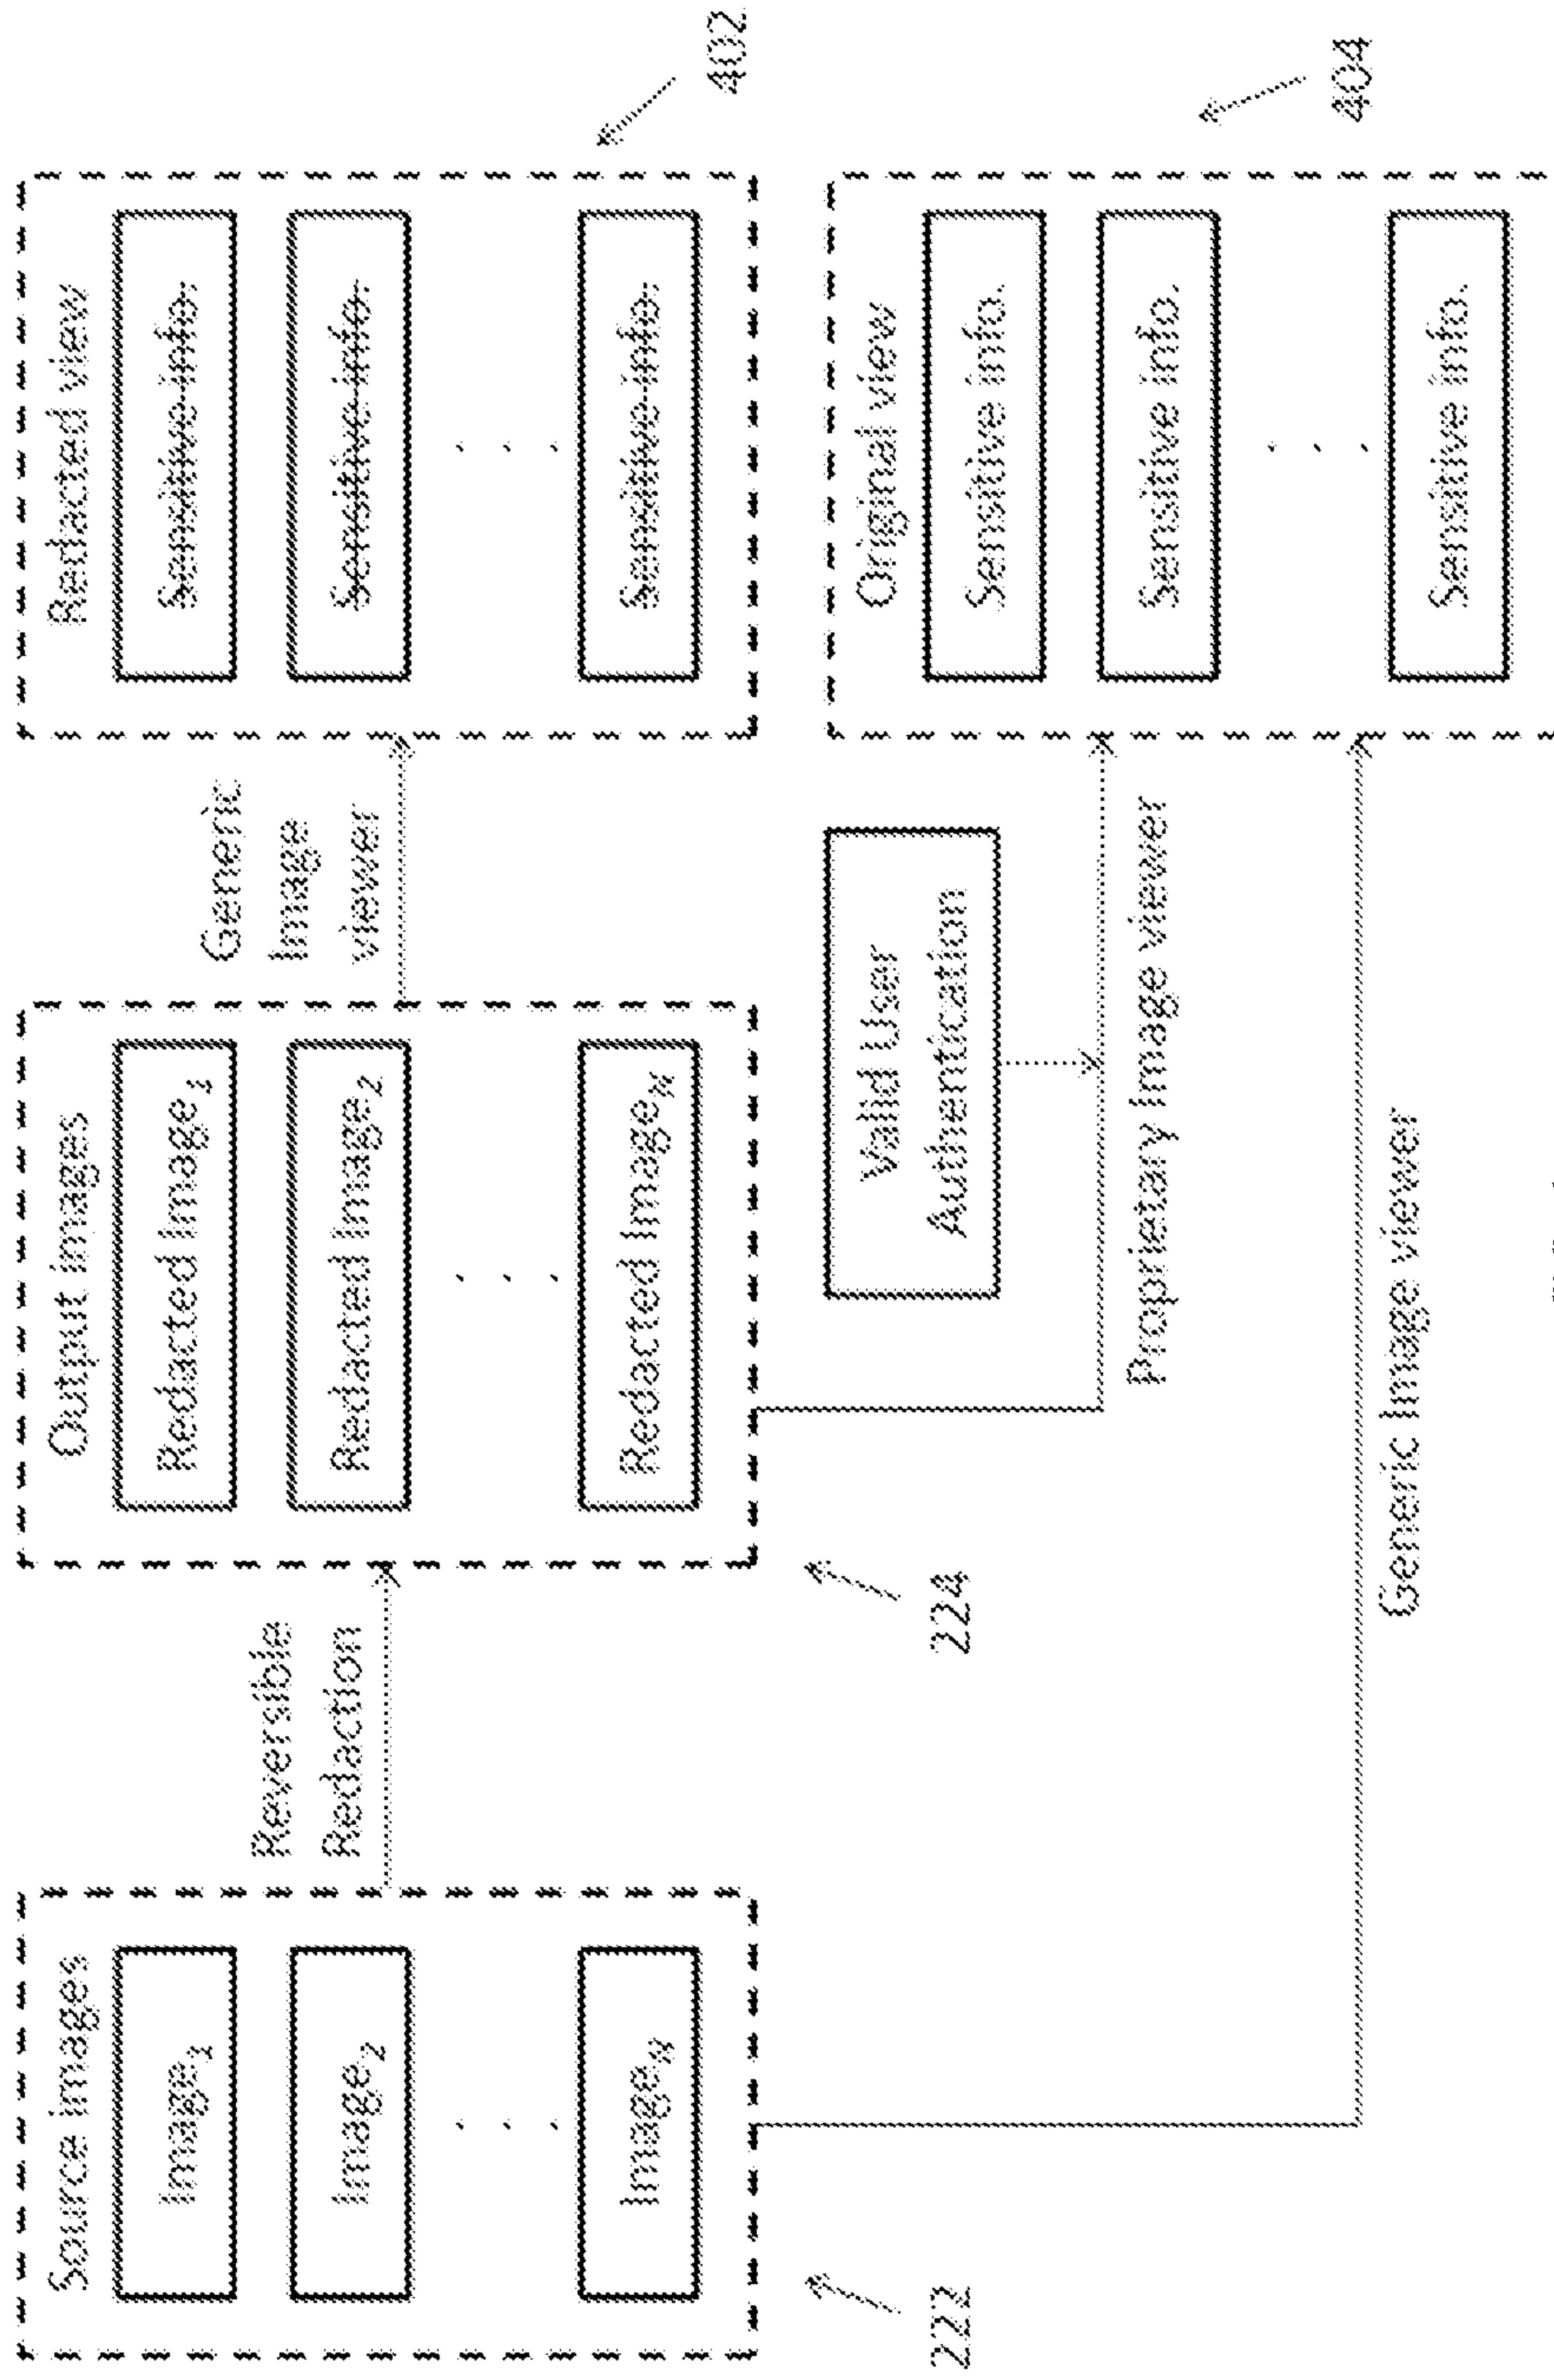 Source images
Image1
Image2
. . .
ImageN
222
Reversible
Redaction
Output images
Redacted Image1
Redacted Image2
. . .
Redacted ImageN
224
Generic
Image
viewer
Redacted view
Sensitive info.
Sensitive info.
. . .
Sensitive info.
402
Valid User
Authentication
Proprietary Image viewer
Generic Image viewer
Original view
Sensitive info.
Sensitive info.
. . .
Sensitive info.
404